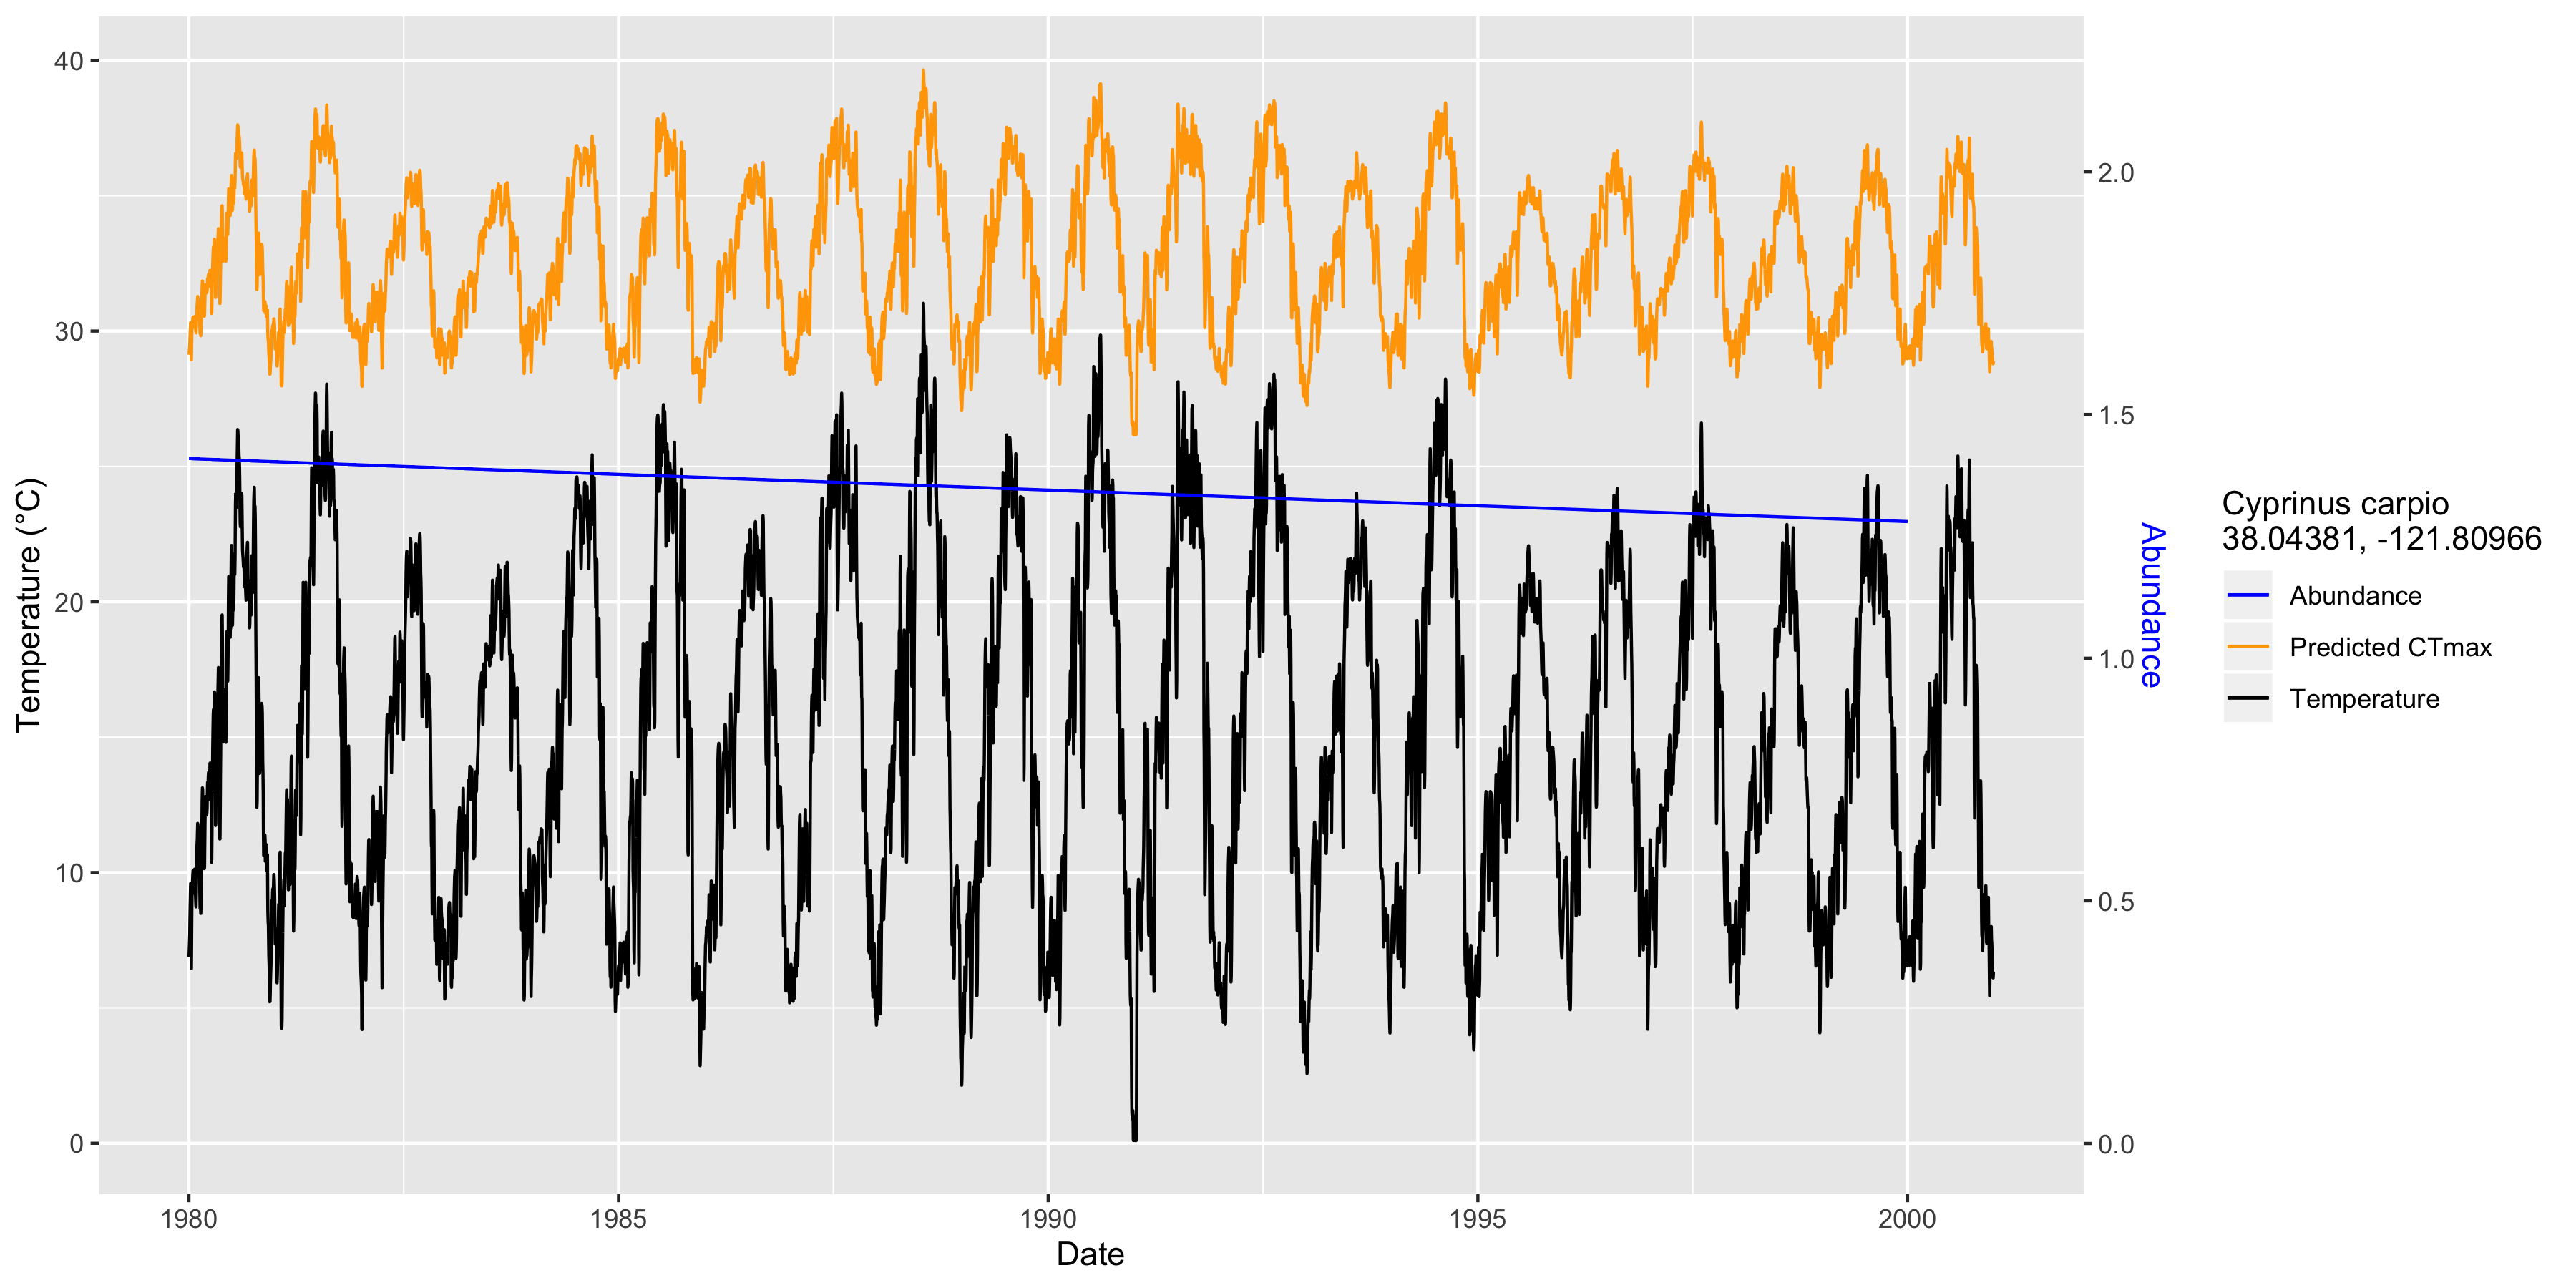 40
30
20
10
0
Temperature (°C)
1980
1985
1990
1995
2000
Date
2.0
1.5
1.0
0.5
0.0
Abundance
Cyprinus carpio
38.04381, -121.80966
Abundance
Predicted CTmax
Temperature